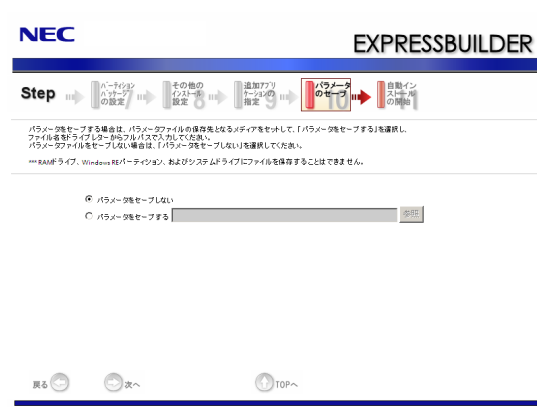 NEC
EXPRESSBUILDER
Step
パーティション
パッケージ7
の設定
その他の
インストール8
設定
追加アプリ
ケーションの9
指定
パラメータ
のセーブ10
自動イン
ストール11
の開始
パラメータをセーブする場合は、パラメータファイルの保存先となるメディアをセットして、「パラメータをセーブする」を選択し、
ファイル名をドライブレターからフルパスで入力してください。
パラメータファイルをセーブしない場合は、「パラメータをセーブしない」を選択してください。
***RAMドライブ、Windows REパーティション、およびシステムドライブにファイルを保存することはできません。
パラメータをセーブしない
パラメータをセーブする 参照
戻る 次へ TOPへ